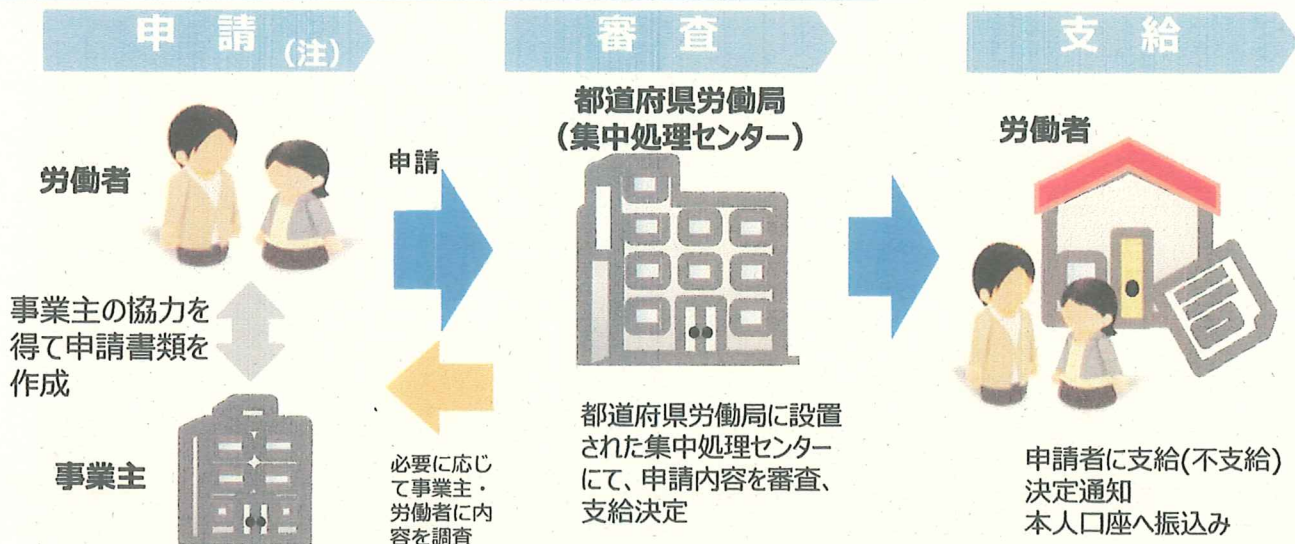 申 請 (注)
労働者
事業主の協力を
得て申請書類を
作成
事業主
申請
必要に応じ
て事業主・
労働者に内
容を調査
審 査
都道府県労働局
(集中処理センター)
都道府県労働局に設置
された集中処理センター
にて、申請内容を審査、
支給決定
支 給
労働者
申請者に支給(不支給)
決定通知
本人口座へ振込み